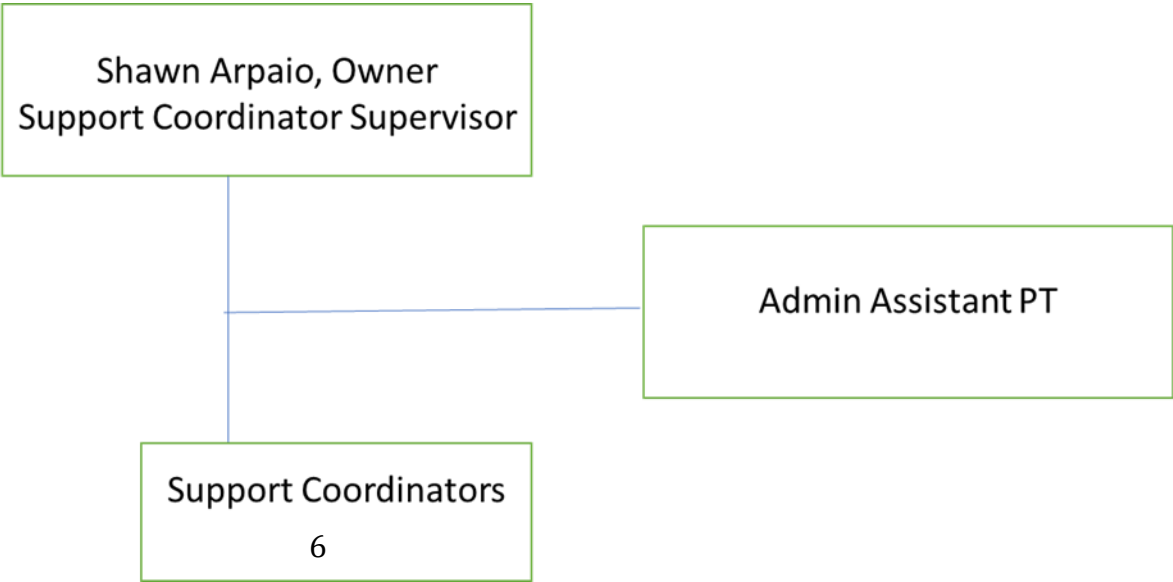 Shawn Arpaio, Owner
Support Coordinator Supervisor
Admin Assistant PT
Support Coordinators
6